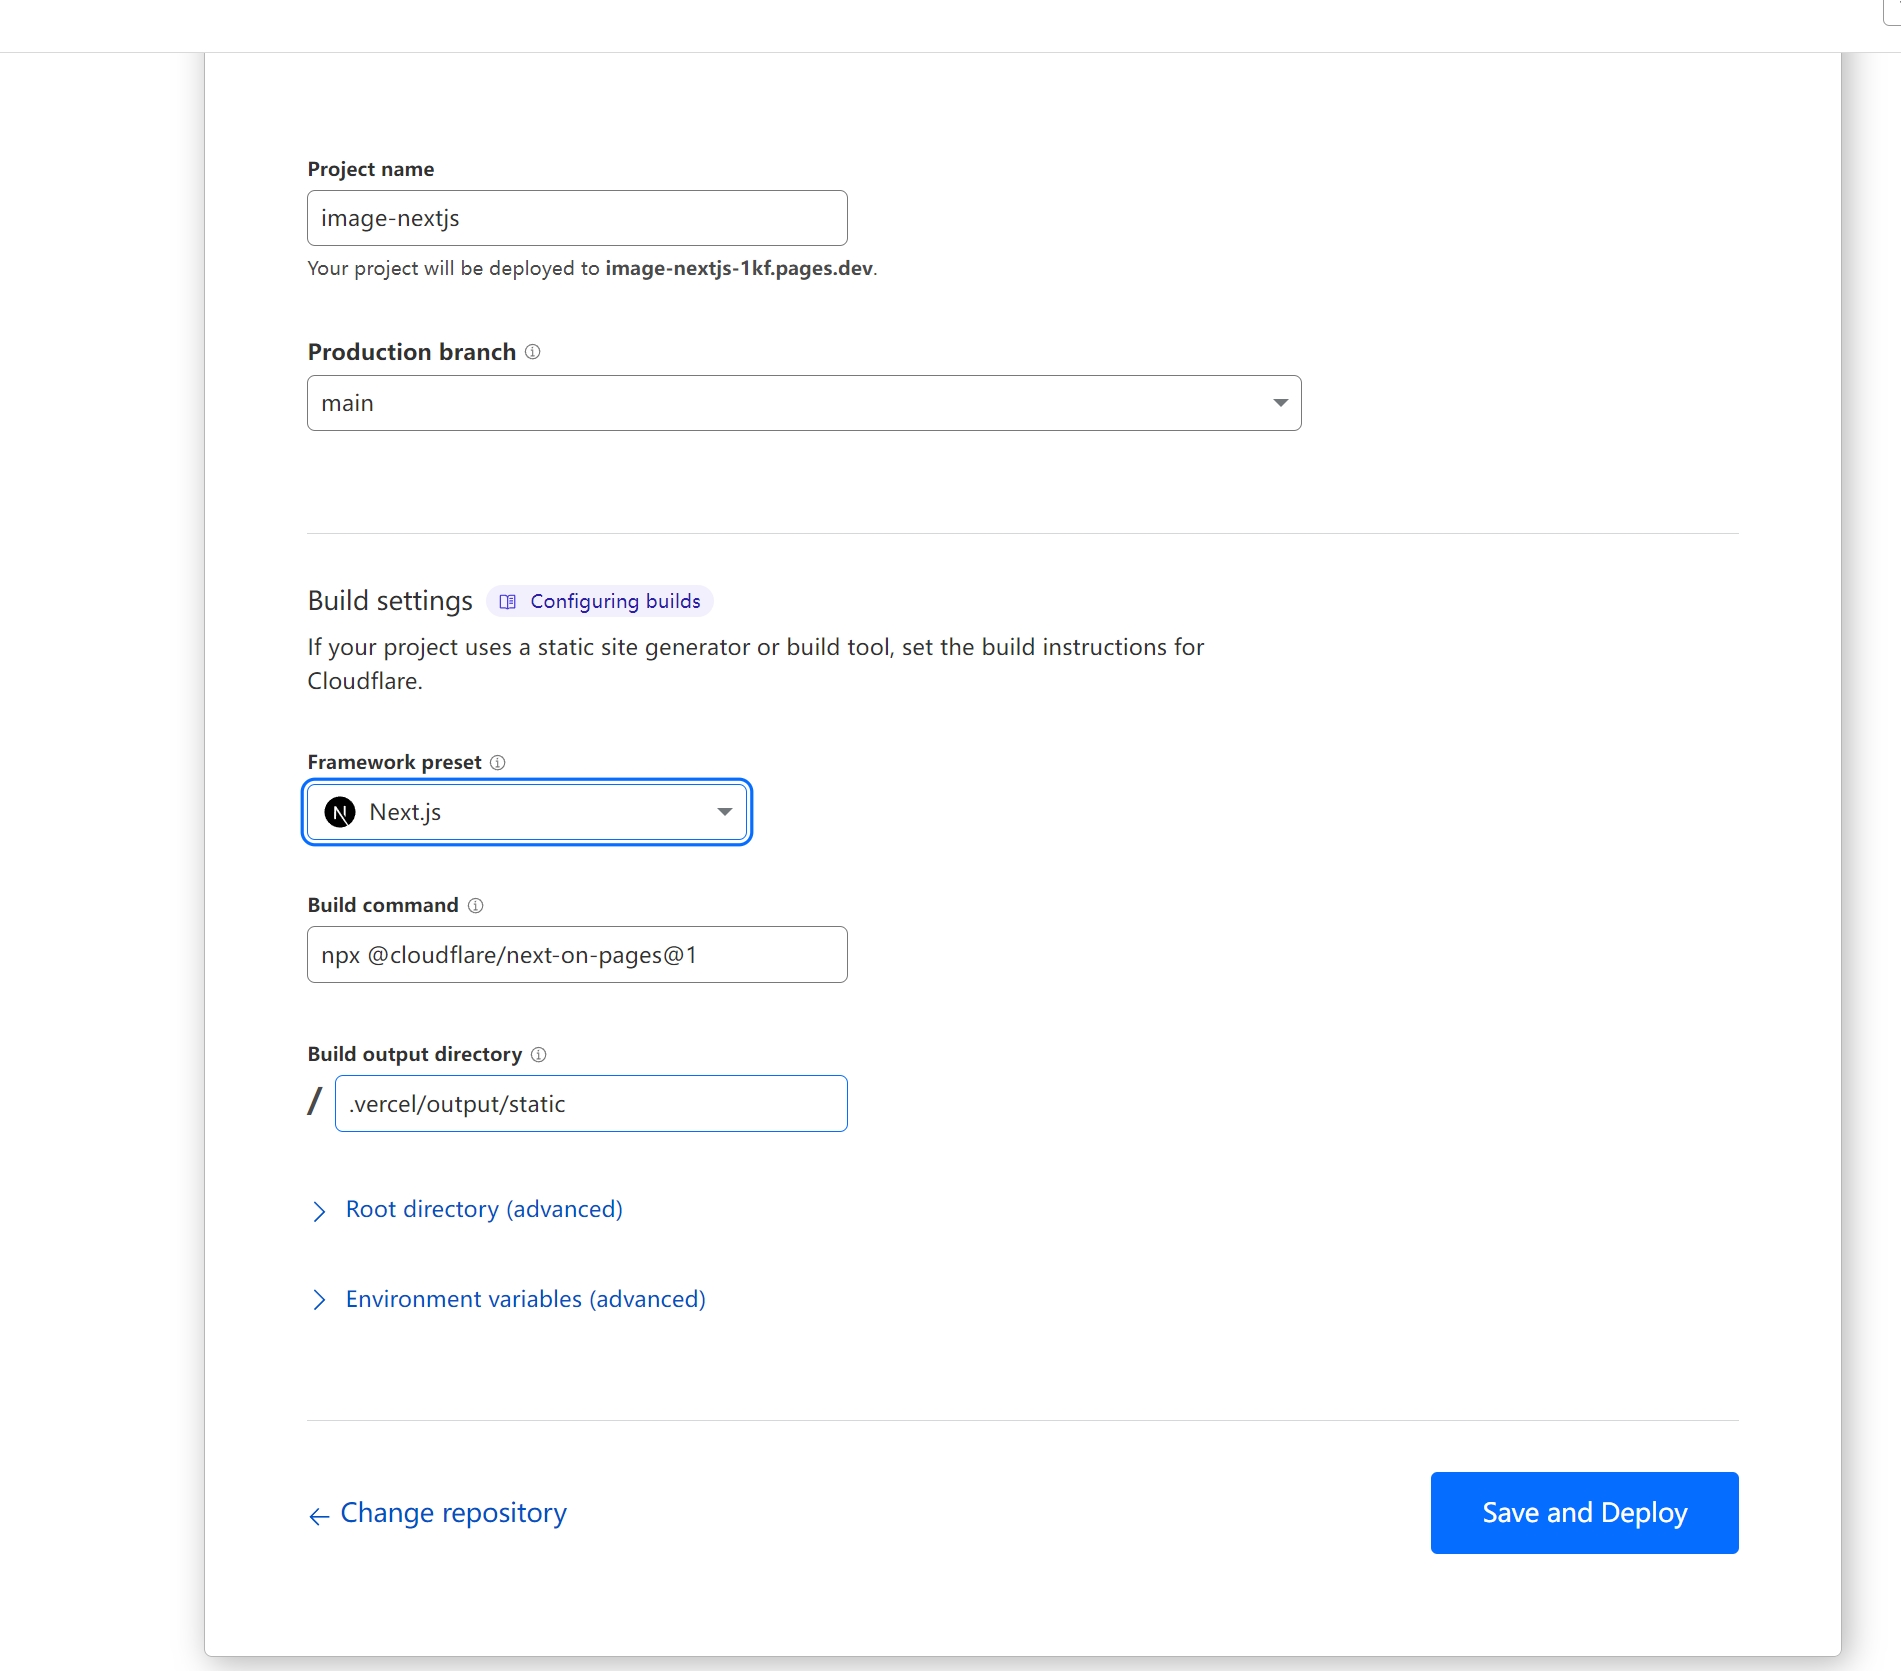 Project name
image-nextjs
Your project will be deployed to image-nextjs-1kf.pages.dev.
Production branch
main
Build settings
Configuring builds
If your project uses a static site generator or build tool, set the build instructions for
Cloudflare.
Framework preset
Next.js
Build command
npx @cloudflare/next-on-pages@1
Build output directory
/
.vercel/output/static
Root directory (advanced)
Environment variables (advanced)
Change repository
Save and Deploy